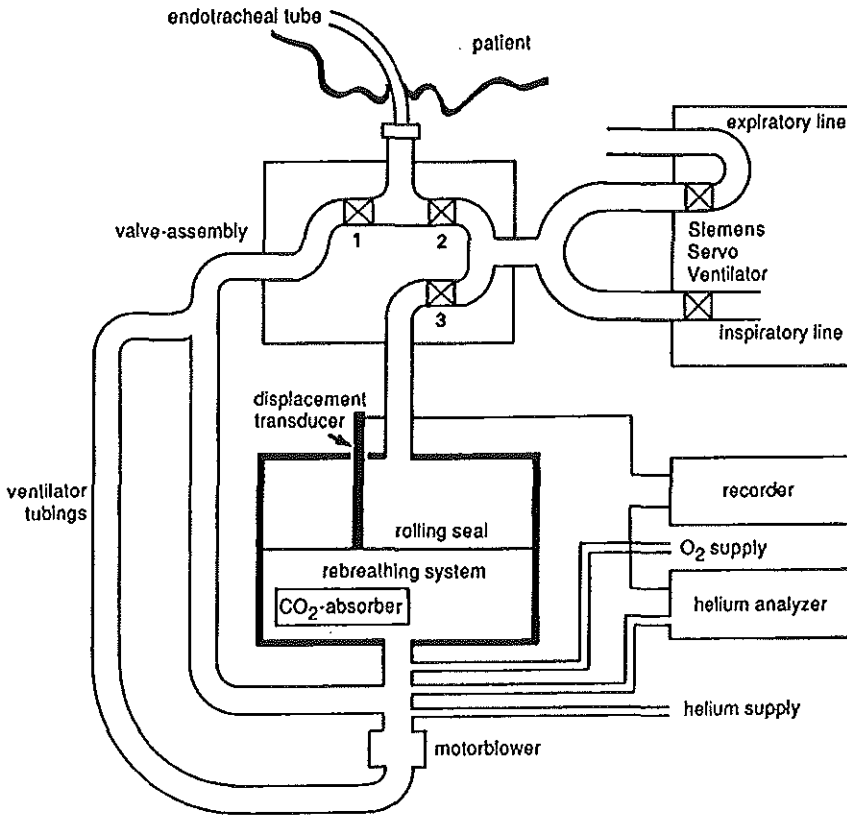 endotracheal tube
patient
expiratory line
valve-assembly
1
2
Siemens
Servo
Ventilator
3
inspiratory line
displacement
transducer
ventilator
tubings
rolling seal
recorder
O2 supply
rebreathing system
CO2-absorber
helium analyzer
helium supply
motorblower